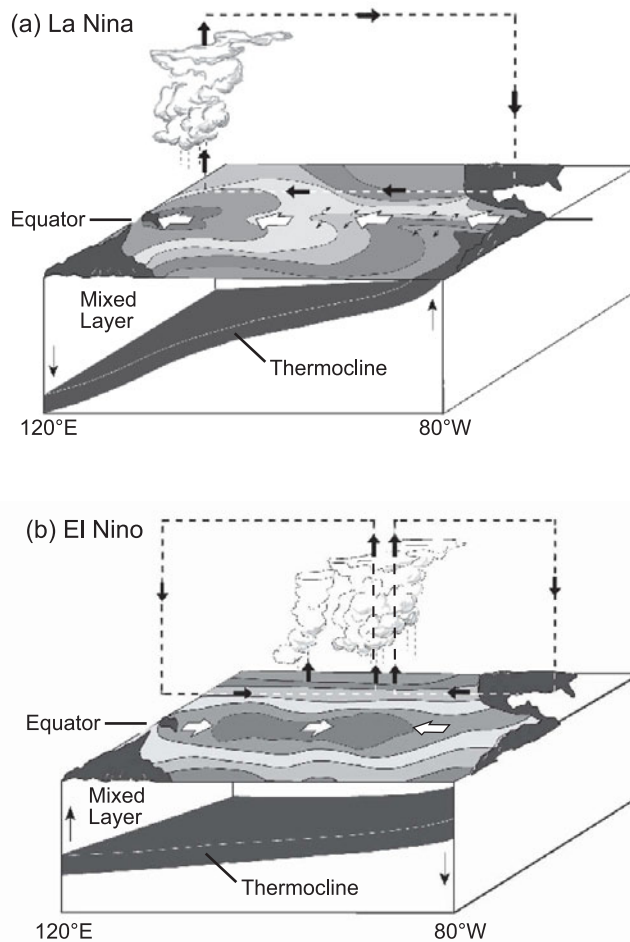 (a) La Nina
Equator
Mixed
Layer
Thermocline
120°E
80°W
(b) El Nino
Equator
Mixed
Layer
Thermocline
120°E
80°W